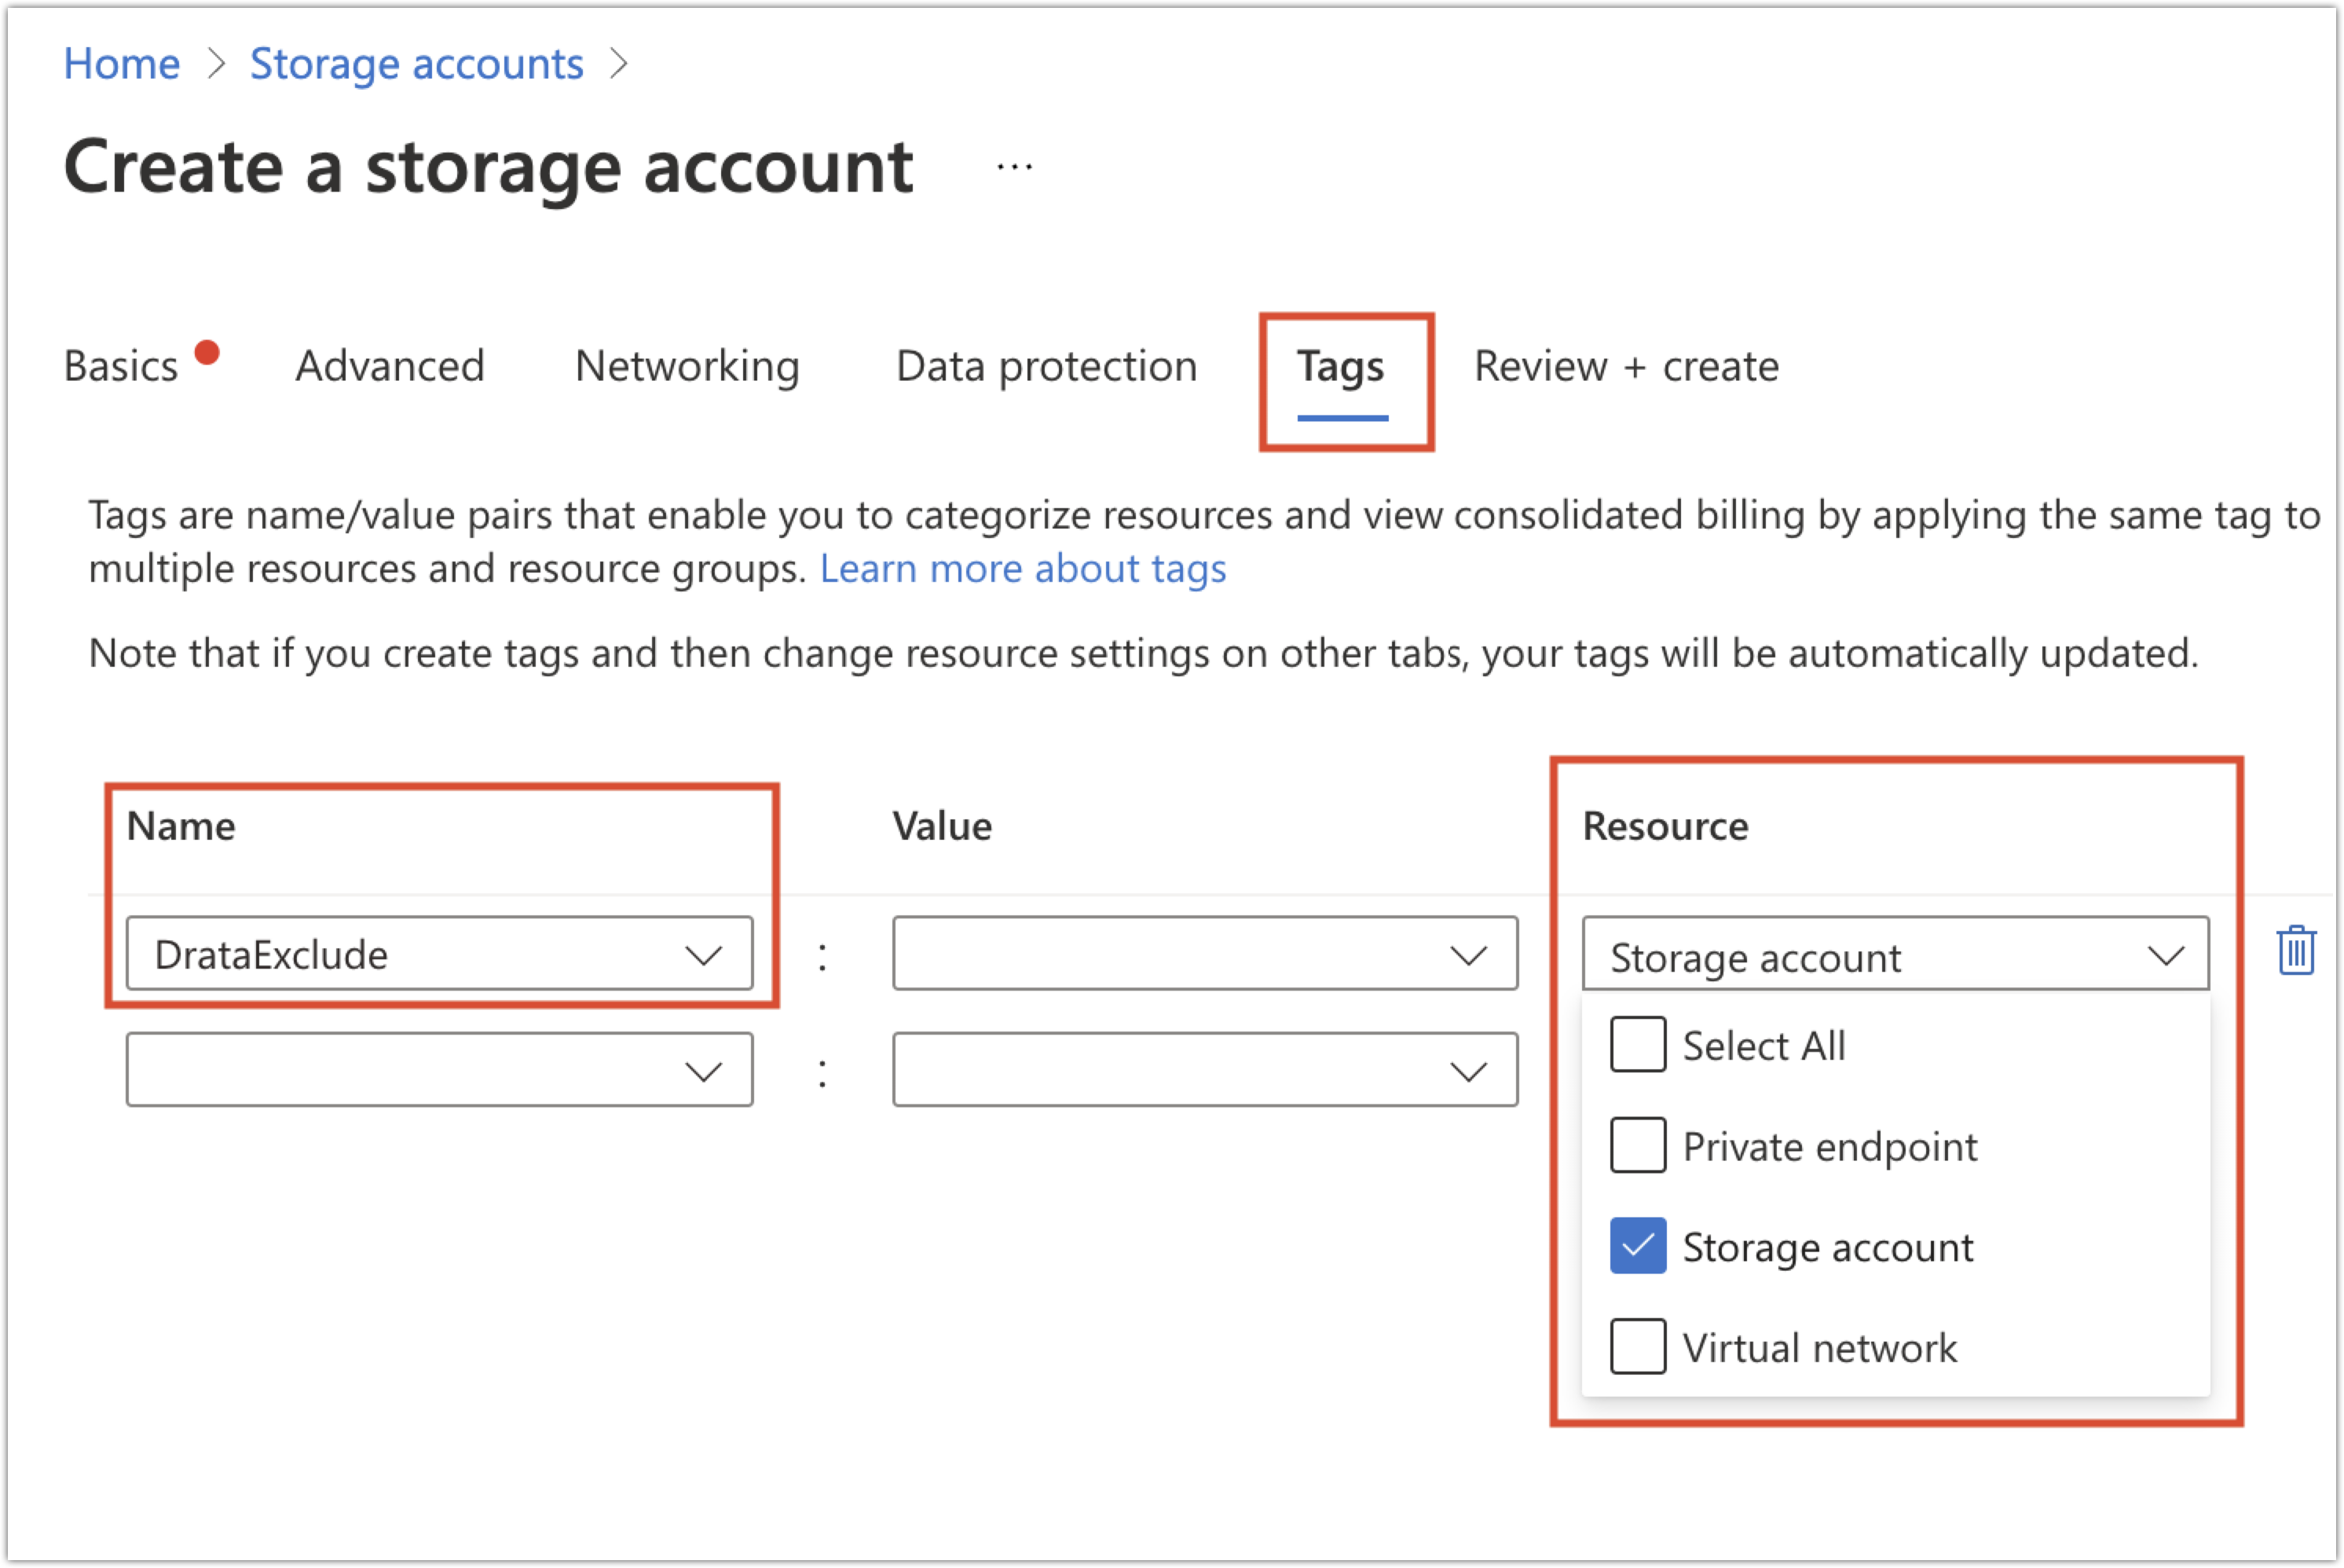 Home > Storage accounts >
Create a storage account ...
Basics Advanced Networking Data protection Tags Review + create
Tags are name/value pairs that enable you to categorize resources and view consolidated billing by applying the same tag to
multiple resources and resource groups. Learn more about tags
Note that if you create tags and then change resource settings on other tabs, your tags will be automatically updated.
Name Value Resource
DrataExclude : Storage account
:
Select All
Private endpoint
Storage account
Virtual network